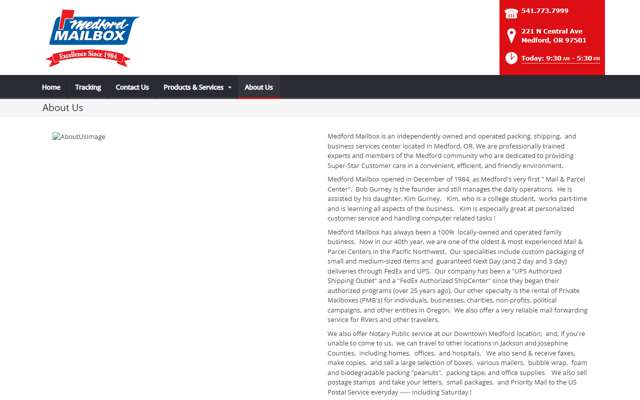 Medford
MAILBOX
Excellence Since 1984
541.773.7999
221 N Central Ave
Medford, OR 97501
Today: 9:30 AM - 5:30 PM
Home Tracking Contact Us Products & Services About Us
About Us
AboutUsImage
Medford Mailbox is an independently owned and operated packing, shipping, and
business services center located in Medford, OR. We are professionally trained
experts and members of the Medford community who are dedicated to providing
Super-Star Customer care in a convenient, efficient, and friendly environment.
Medford Mailbox opened in December of 1984, as Medford's very first " Mail & Parcel
Center". Bob Gurney is the founder and still manages the daily operations. He is
assisted by his daughter, Kim Gurney. Kim, who is a college student, works part-time
and is learning all aspects of the business. Kim is especially great at personalized
customer service and handling computer related tasks !
Medford Mailbox has always been a 100% locally-owned and operated family
business. Now in our 40th year, we are one of the oldest & most experienced Mail &
Parcel Centers in the Pacific Northwest. Our specialties include custom packaging of
small and medium-sized items and guaranteed Next Day (and 2 day and 3 day)
deliveries through FedEx and UPS. Our company has been a "UPS Authorized
Shipping Outlet" and a "FedEx Authorized ShipCenter" since they began their
authorized programs (over 25 years ago). Our other specialty is the rental of Private
Mailboxes (PMB's) for individuals, businesses, charities, non-profits, political
campaigns, and other entities in Oregon. We also offer a very reliable mail forwarding
service for RVers and other travelers.
We also offer Notary Public service at our Downtown Medford location; and, if you're
unable to come to us, we can travel to other locations in Jackson and Josephine
Counties, including homes, offices, and hospitals. We also send & receive faxes,
make copies, and sell a large selection of boxes, various mailers, bubble wrap, foam
and biodegradable packing "peanuts", packing tape, and office supplies. We also sell
postage stamps and take your letters, small packages, and Priority Mail to the US
Postal Service everyday ---- including Saturday !